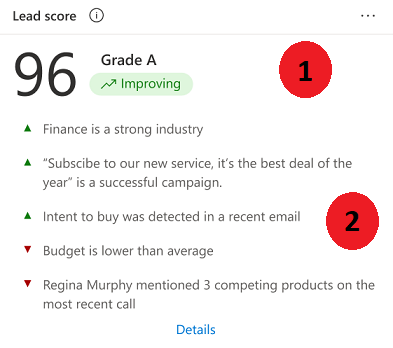 Lead score
96
Grade A
Improving
1
Finance is a strong industry
“Subscibe to our new service, it’s the best deal of the
year” is a successful campaign.
Intent to buy was detected in a recent email
2
Budget is lower than average
Regina Murphy mentioned 3 competing products on the
most recent call
Details